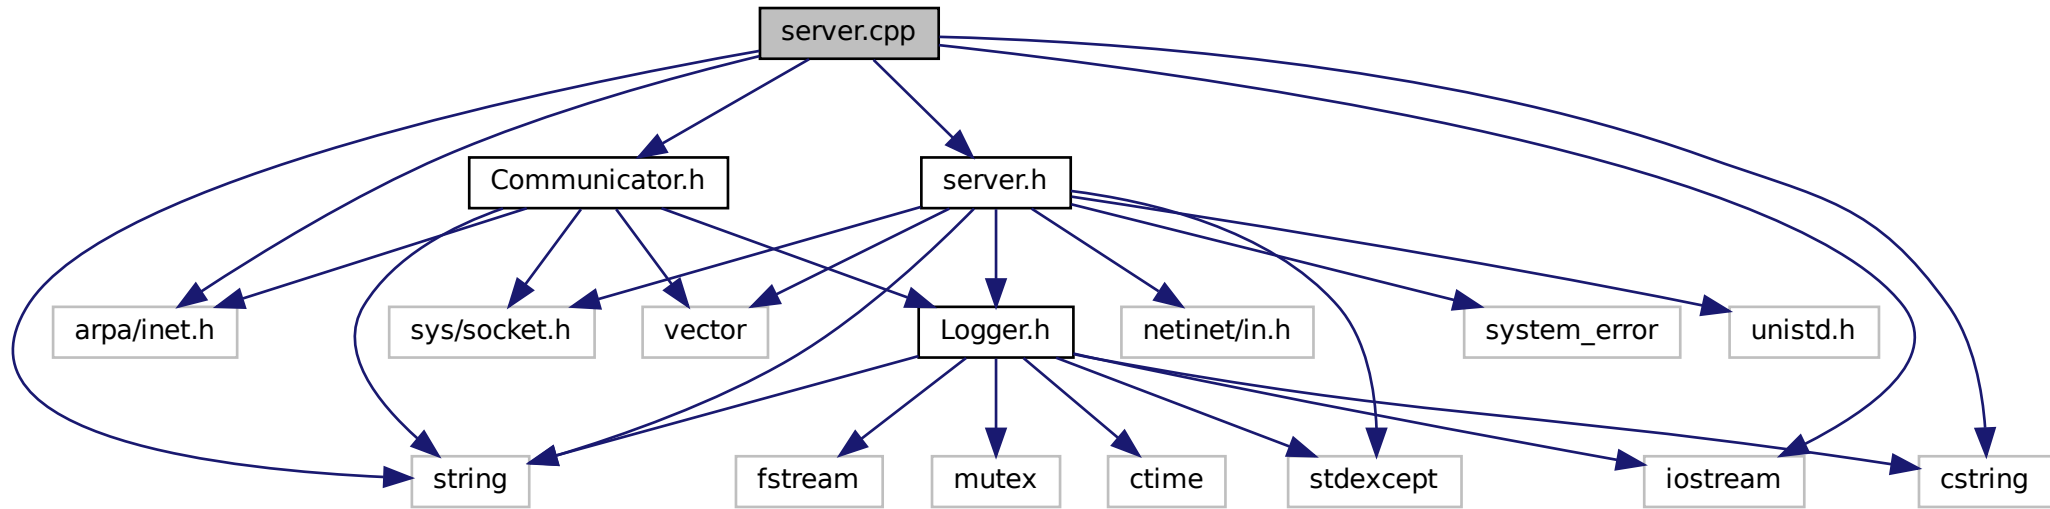 server.cpp
Communicator.h
server.h
arpa/inet.h
sys/socket.h
vector
Logger.h
netinet/in.h
system_error
unistd.h
string
fstream
mutex
ctime
stdexcept
iostream
cstring